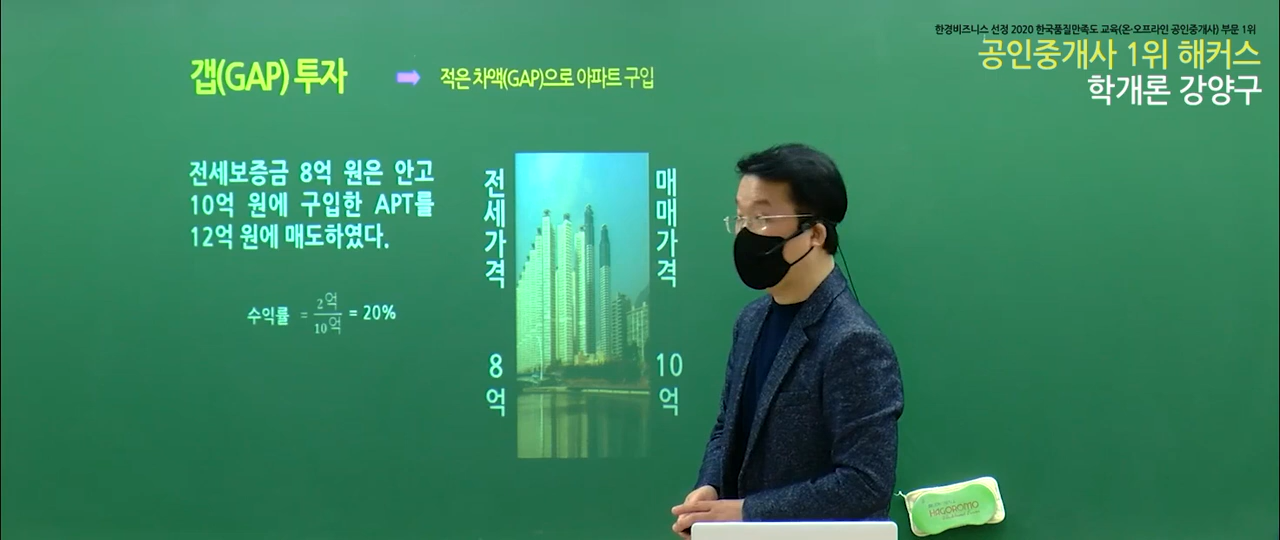 한경비즈니스 선정 2020 한국품질만족도 교육(온·오프라인 공인중개사) 부문 1위
공인중개사 1위 해커스
학개론 강양구
갭(GAP) 투자
적은 차액(GAP)으로 아파트 구입
전세보증금 8억 원은 안고
10억 원에 구입한 APT를
12억 원에 매도하였다.
수익률 = 2억/10억 = 20%
전세가격
8억
매매가격
10억
HAGOROMO